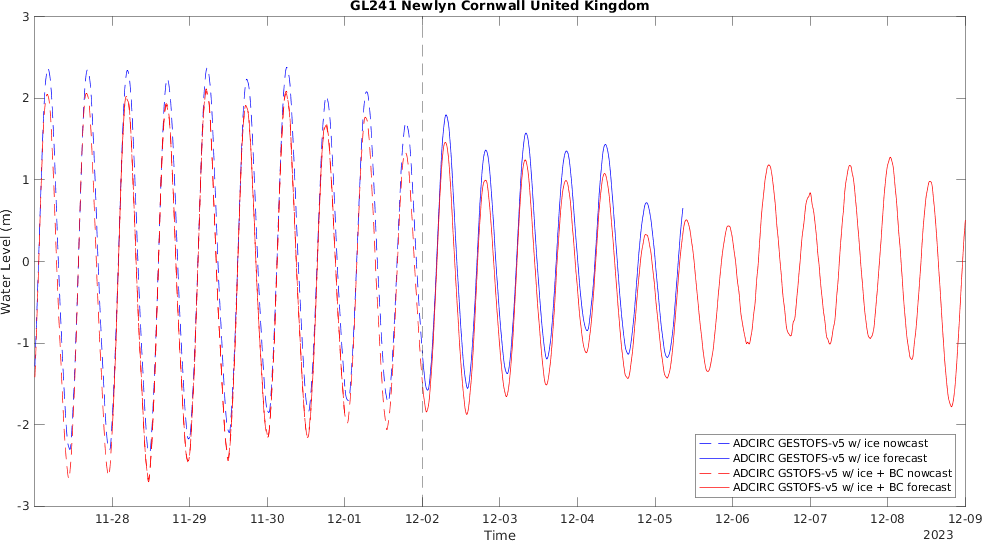 GL241 Newlyn Cornwall United Kingdom
3
2
1
0
-1
-2
-3
Water Level (m)
ADCIRC GESTOFS-v5 w/ ice nowcast
ADCIRC GESTOFS-v5 w/ ice forecast
ADCIRC GSTOFS-v5 w/ ice + BC nowcast
ADCIRC GSTOFS-v5 w/ ice + BC forecast
11-28 11-29 11-30 12-01 12-02 12-03 12-04 12-05 12-06 12-07 12-08 12-09
Time
2023